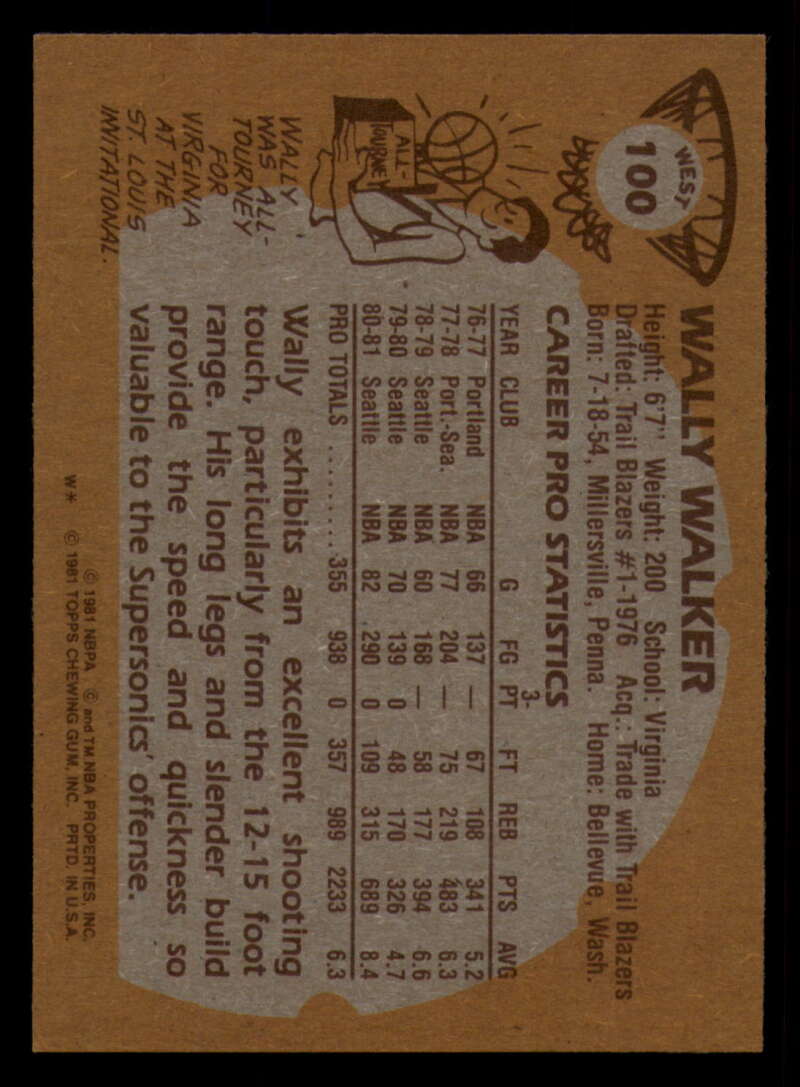 WEST
100
WALLY WALKER
Height: 6'7" Weight: 200 School: Virginia
Drafted: Trail Blazers #1-1976 Acq.: Trade with Trail Blazers
Born: 7-18-54, Millersville, Penna. Home: Bellevue, Wash.
CAREER PRO STATISTICS
3-
YEAR CLUB G FG PT FT REB PTS AVG
76-77 Portland NBA 66 137 — 67 108 341 5.2
77-78 Port.-Sea. NBA 77 204 — 75 219 483 6.3
78-79 Seattle NBA 60 168 — 58 177 394 6.6
79-80 Seattle NBA 70 139 0 48 170 326 4.7
80-81 Seattle NBA 82 290 0 109 315 689 8.4
PRO TOTALS .......... 355 938 0 357 989 2233 6.3
ALL-
TOURNEY
WALLY
WAS ALL-
TOURNEY
FOR
VIRGINIA
AT THE
ST. LOUIS
INVITATIONAL.
Wally exhibits an excellent shooting
touch, particularly from the 12-15 foot
range. His long legs and slender build
provide the speed and quickness so
valuable to the Supersonics' offense.
© 1981 NBPA © and TM NBA PROPERTIES, INC.
W* © 1981 TOPPS CHEWING GUM, INC. PRTD. IN U.S.A.